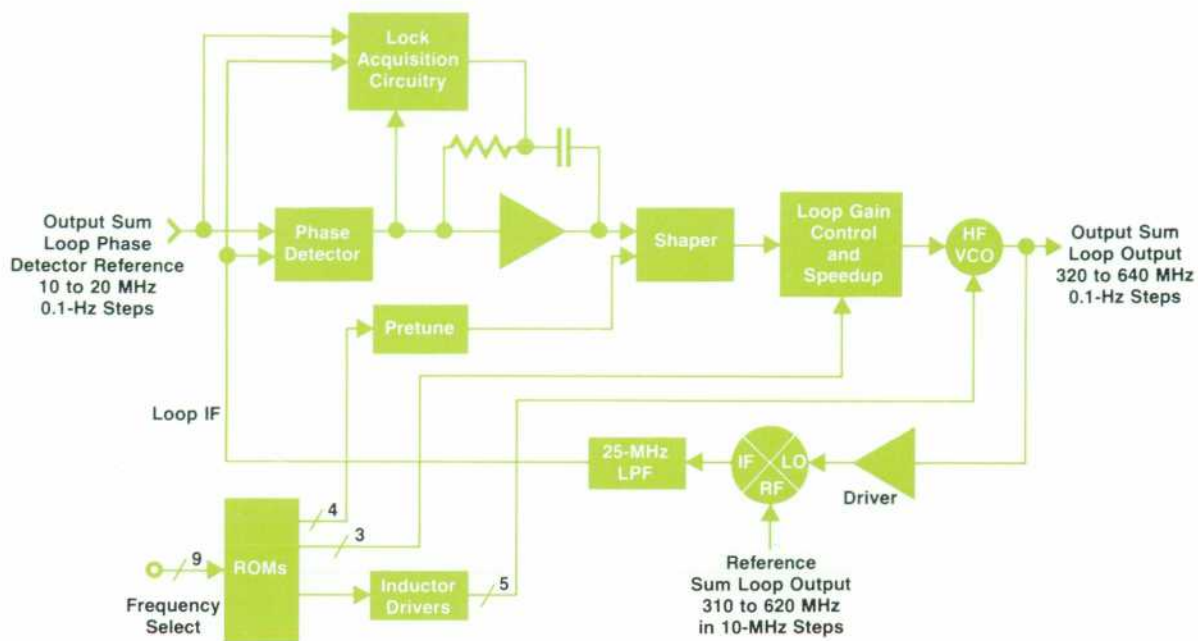 Lock
Acquisition
Circuitry
Output Sum
Loop Phase
Detector Reference
10 to 20 MHz
0.1-Hz Steps
Phase
Detector
Shaper
Loop Gain
Control
and
Speedup
HF
VCO
Output Sum
Loop Output
320 to 640 MHz
0.1-Hz Steps
Pretune
Loop IF
25-MHz
LPF
IF
LO
RF
Driver
4
3
9
ROMs
Frequency
Select
Inductor
Drivers
5
Reference
Sum Loop Output
310 to 620 MHz
in 10-MHz Steps